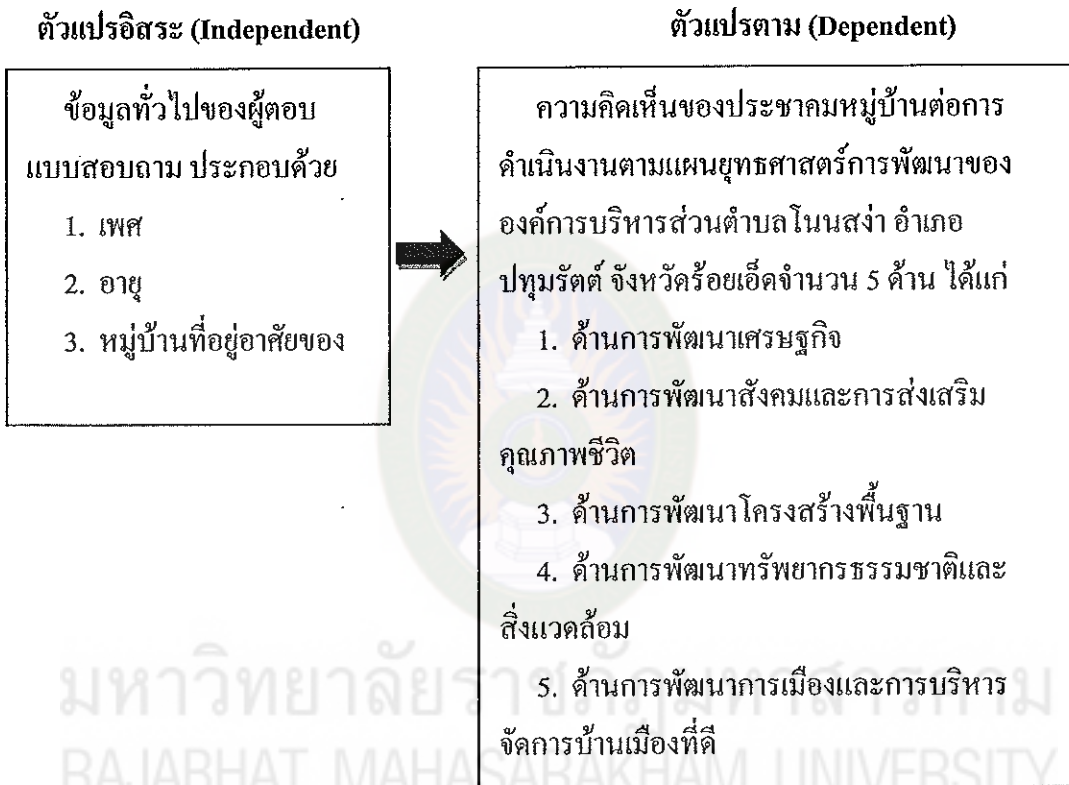 ตัวแปรอิสระ (Independent)
ตัวแปรตาม (Dependent)
ข้อมูลทั่วไปของผู้ตอบ
แบบสอบถาม ประกอบด้วย
1. เพศ
2. อายุ
3. หมู่บ้านที่อยู่อาศัยของ
ความคิดเห็นของประชาคมหมู่บ้านต่อการ
ดำเนินงานตามแผนยุทธศาสตร์การพัฒนาของ
องค์การบริหารส่วนตำบลโนนสง่า อำเภอ
ปทุมรัตต์ จังหวัดร้อยเอ็ดจำนวน 5 ด้าน ได้แก่
1. ด้านการพัฒนาเศรษฐกิจ
2. ด้านการพัฒนาสังคมและการส่งเสริม
คุณภาพชีวิต
3. ด้านการพัฒนาโครงสร้างพื้นฐาน
4. ด้านการพัฒนาทรัพยากรธรรมชาติและ
สิ่งแวดล้อม
5. ด้านการพัฒนาการเมืองและการบริหาร
จัดการบ้านเมืองที่ดี
มหาวิทยาลัยราชภัฏมหาสารคาม
RAJABHAT MAHASARAKHAM UNIVERSITY